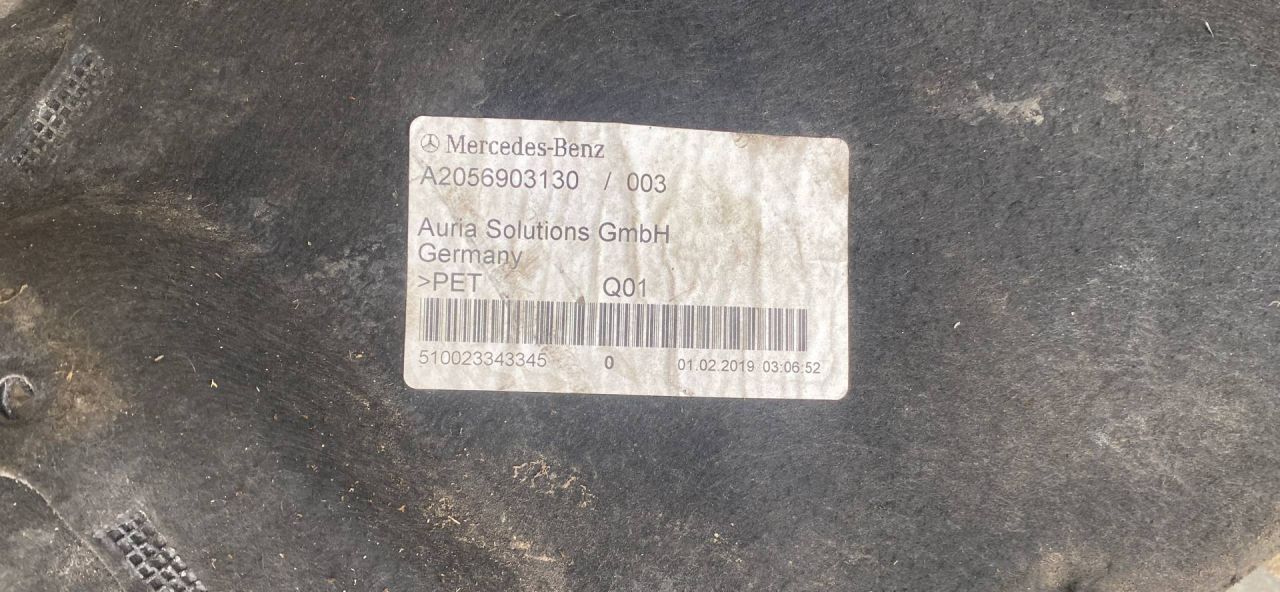 Mercedes-Benz
A2056903130 / 003
Auria Solutions GmbH
Germany
>PET Q01
510023343345 0 01.02.2019 03:06:52